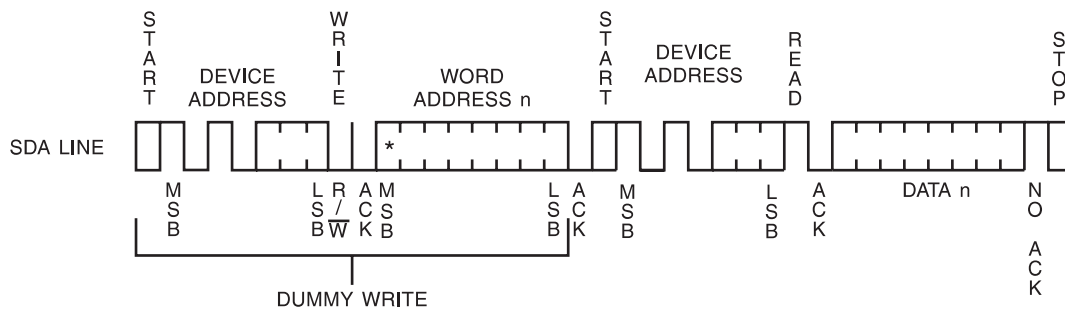 START
WRITE
START
READ
STOP
DEVICE
ADDRESS
WORD
ADDRESS n
DEVICE
ADDRESS
SDA LINE
*
MSB
LSB
R/W
ACK
MSB
LSB
ACK
MSB
LSB
ACK
DATA n
NO ACK
DUMMY WRITE